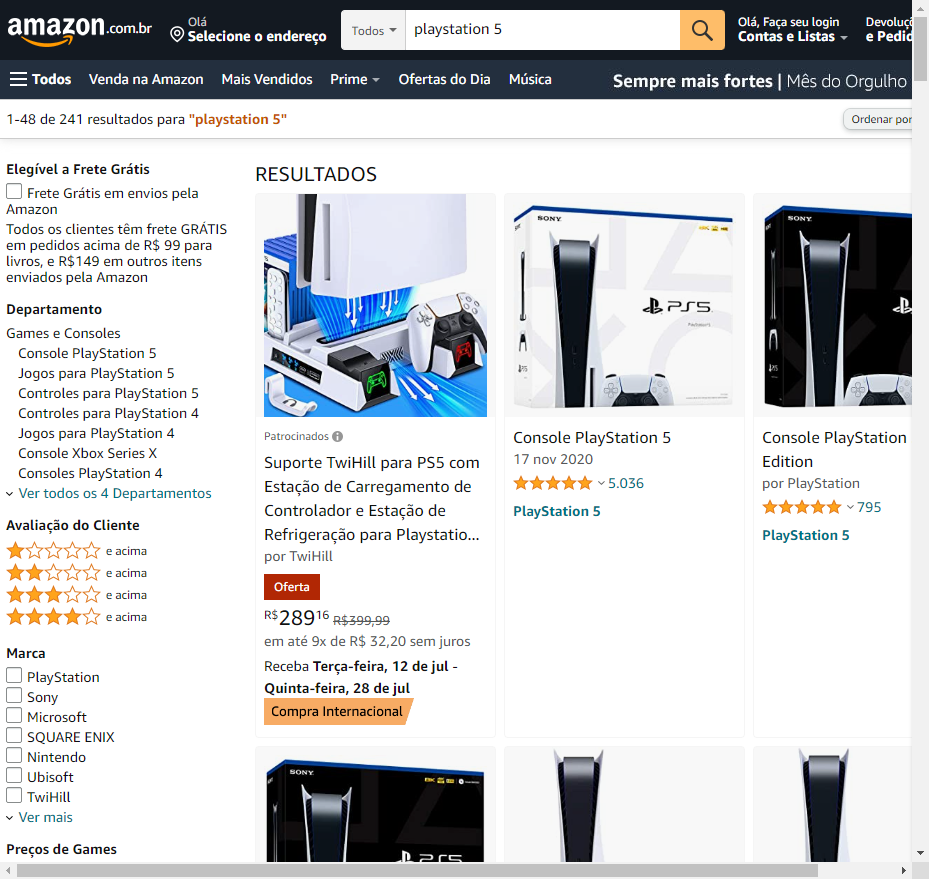 amazon.com.br
Olá
Selecione o endereço
Todos
playstation 5
Olá, Faça seu login
Contas e Listas
Devoluç
e Pedid
Todos
Venda na Amazon
Mais Vendidos
Prime
Ofertas do Dia
Música
Sempre mais fortes | Mês do Orgulho
1-48 de 241 resultados para "playstation 5"
Ordenar por
Elegível a Frete Grátis
Frete Grátis em envios pela
Amazon
Todos os clientes têm frete GRÁTIS
em pedidos acima de R$ 99 para
livros, e R$149 em outros itens
enviados pela Amazon
Departamento
Games e Consoles
Console PlayStation 5
Jogos para PlayStation 5
Controles para PlayStation 5
Controles para PlayStation 4
Jogos para PlayStation 4
Console Xbox Series X
Consoles PlayStation 4
Ver todos os 4 Departamentos
Avaliação do Cliente
e acima
e acima
e acima
e acima
Marca
PlayStation
Sony
Microsoft
SQUARE ENIX
Nintendo
Ubisoft
TwiHill
Ver mais
Preços de Games
RESULTADOS
Patrocinados
Suporte TwiHill para PS5 com
Estação de Carregamento de
Controlador e Estação de
Refrigeração para Playstatio...
por TwiHill
Oferta
R$28916 R$399,99
em até 9x de R$ 32,20 sem juros
Receba Terça-feira, 12 de jul -
Quinta-feira, 28 de jul
Compra Internacional
SONY
PS5
Console PlayStation 5
17 nov 2020
5.036
PlayStation 5
SONY
Console PlayStation
Edition
por PlayStation
795
PlayStation 5
SONY
PS5